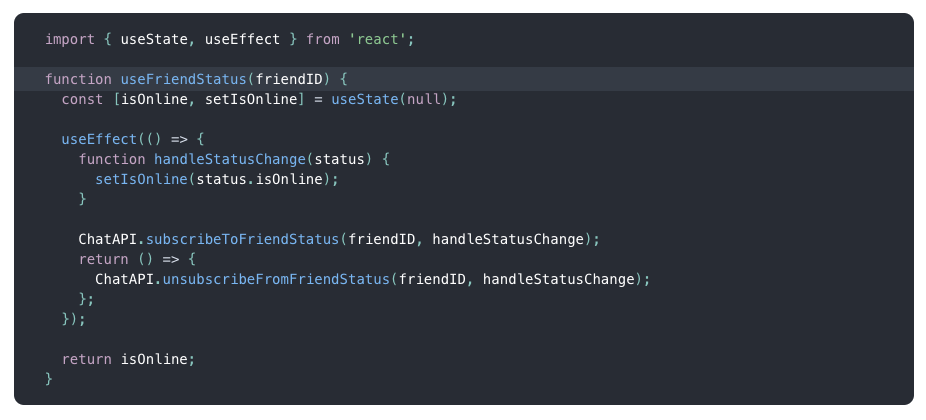 import { useState, useEffect } from 'react';

function useFriendStatus(friendID) {
  const [isOnline, setIsOnline] = useState(null);

  useEffect(() => {
    function handleStatusChange(status) {
      setIsOnline(status.isOnline);
    }

    ChatAPI.subscribeToFriendStatus(friendID, handleStatusChange);
    return () => {
      ChatAPI.unsubscribeFromFriendStatus(friendID, handleStatusChange);
    };
  });

  return isOnline;
}